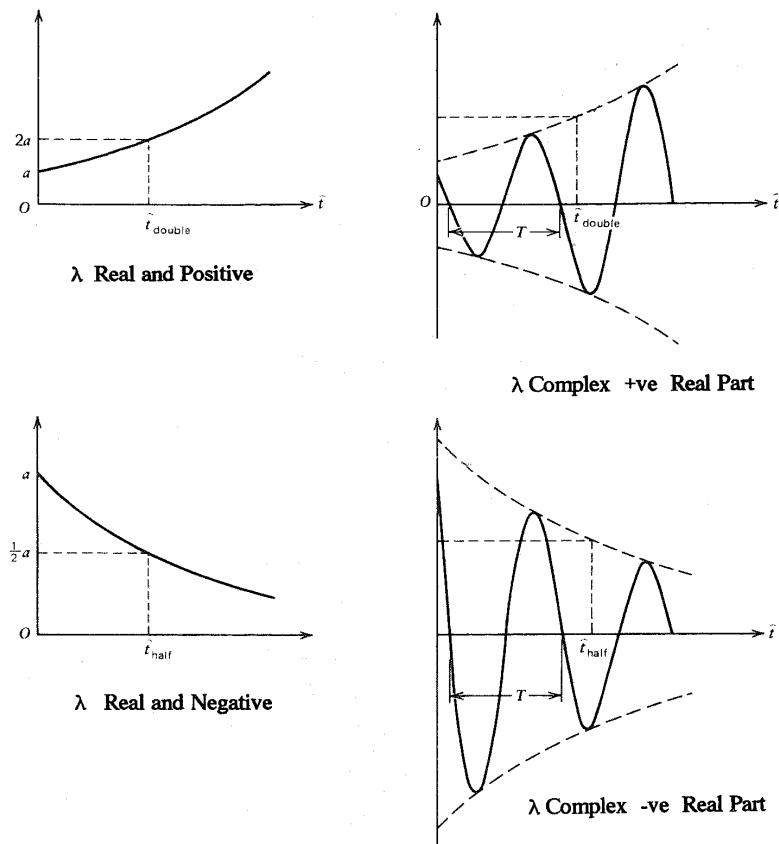 2a
a
O
t̂
t̂double
λ Real and Positive
O
t̂
t̂double
T
λ Complex +ve Real Part
a
½a
O
t̂
t̂half
λ Real and Negative
t̂
t̂half
T
λ Complex -ve Real Part